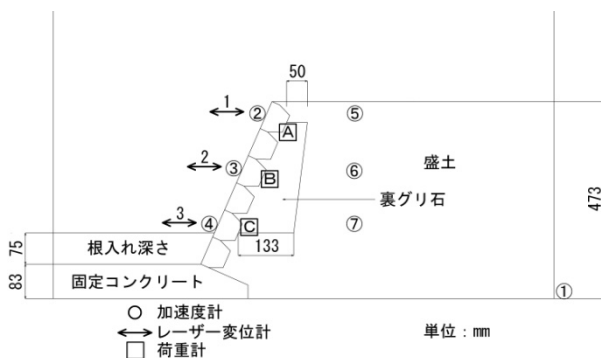 50
1
②
⑤
A
2
③
B
⑥
盛土
裏グリ石
473
3
④
C
⑦
75
根入れ深さ
133
83
固定コンクリート
①
○ 加速度計
↔ レーザー変位計
□ 荷重計
単位：mm